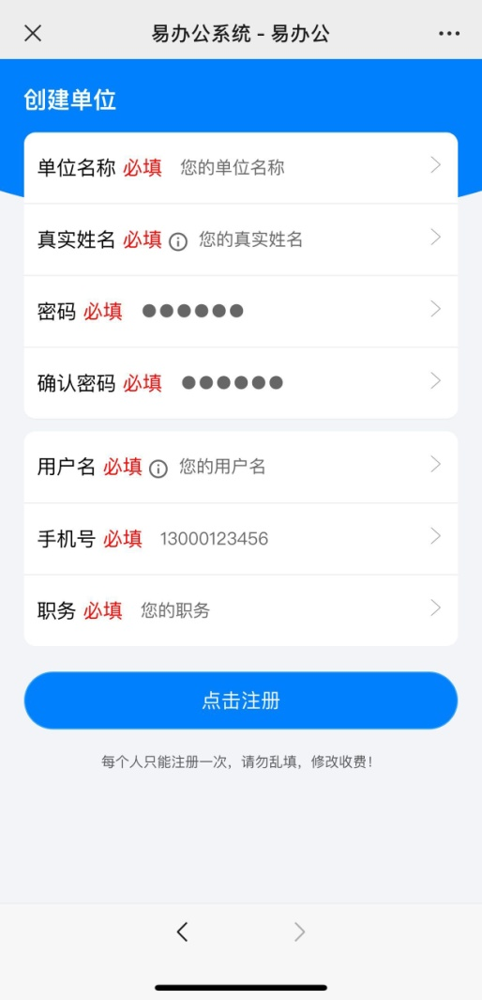 易办公系统 - 易办公
创建单位
单位名称 必填 您的单位名称
真实姓名 必填 您的真实姓名
密码 必填 ●●●●●●
确认密码 必填 ●●●●●●
用户名 必填 您的用户名
手机号 必填 13000123456
职务 必填 您的职务
点击注册
每个人只能注册一次，请勿乱填，修改收费！